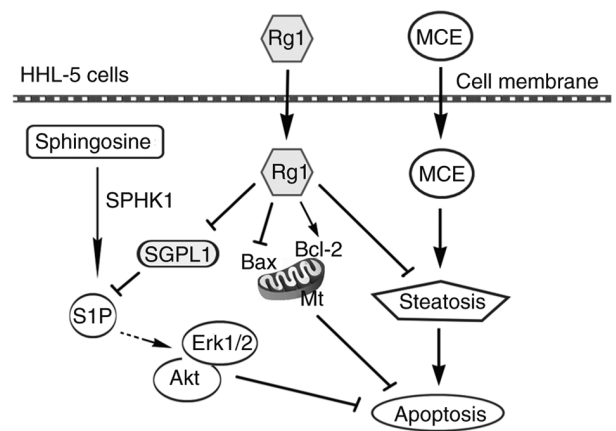 Rg1
MCE
HHL-5 cells
Cell membrane
Sphingosine
SPHK1
Rg1
MCE
SGPL1
Bax
Bcl-2
Mt
Steatosis
S1P
Erk1/2
Akt
Apoptosis